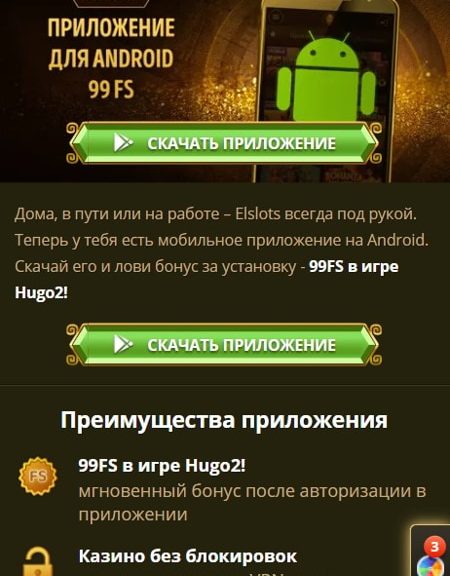 ПРИЛОЖЕНИЕ
ДЛЯ ANDROID
99 FS
СКАЧАТЬ ПРИЛОЖЕНИЕ
Дома, в пути или на работе – Elslots всегда под рукой.
Теперь у тебя есть мобильное приложение на Android.
Скачай его и лови бонус за установку - 99FS в игре
Hugo2!
СКАЧАТЬ ПРИЛОЖЕНИЕ
Преимущества приложения
FS
99FS в игре Hugo2!
мгновенный бонус после авторизации в
приложении
3
Казино без блокировок